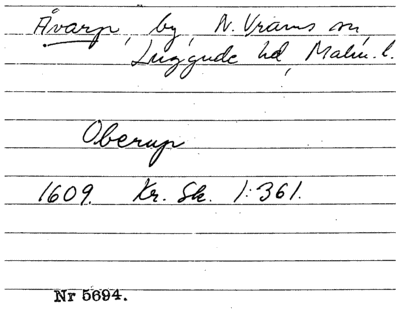 Åvarp, by, N. Vrams sn,
Luggude hd, Malm. l.
Oberup
1609. Kr. Sk. 1:361.
Nr 5694.